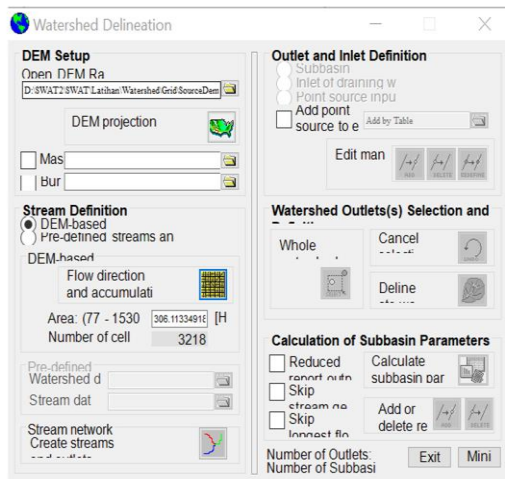 Watershed Delineation
DEM Setup
Open DEM Ra
D:\SWAT2\SWAT\Latihan\Watershed\Grid\SourceDem
DEM projection
Mas
Bur
Stream Definition
DEM-based
Pre-defined streams an
DEM-based
Flow direction
and accumulati
Area: (77 - 1530 306.11334918 [H
Number of cell 3218
Pre-defined
Watershed d
Stream dat
Stream network
Create streams
and outlets
Outlet and Inlet Definition
Subbasin
Inlet of draining w
Point source inpu
Add point
source to e Add by Table
Edit man
ADD DELETE REDEFINE
Watershed Outlets(s) Selection and
Whole
Cancel
selecti
Deline
Calculation of Subbasin Parameters
Reduced
report outp
Calculate
subbasin par
Skip
stream ge
Skip
longest flo
Add or
delete re
ADD DELETE
Number of Outlets:
Number of Subbasi
Exit Mini